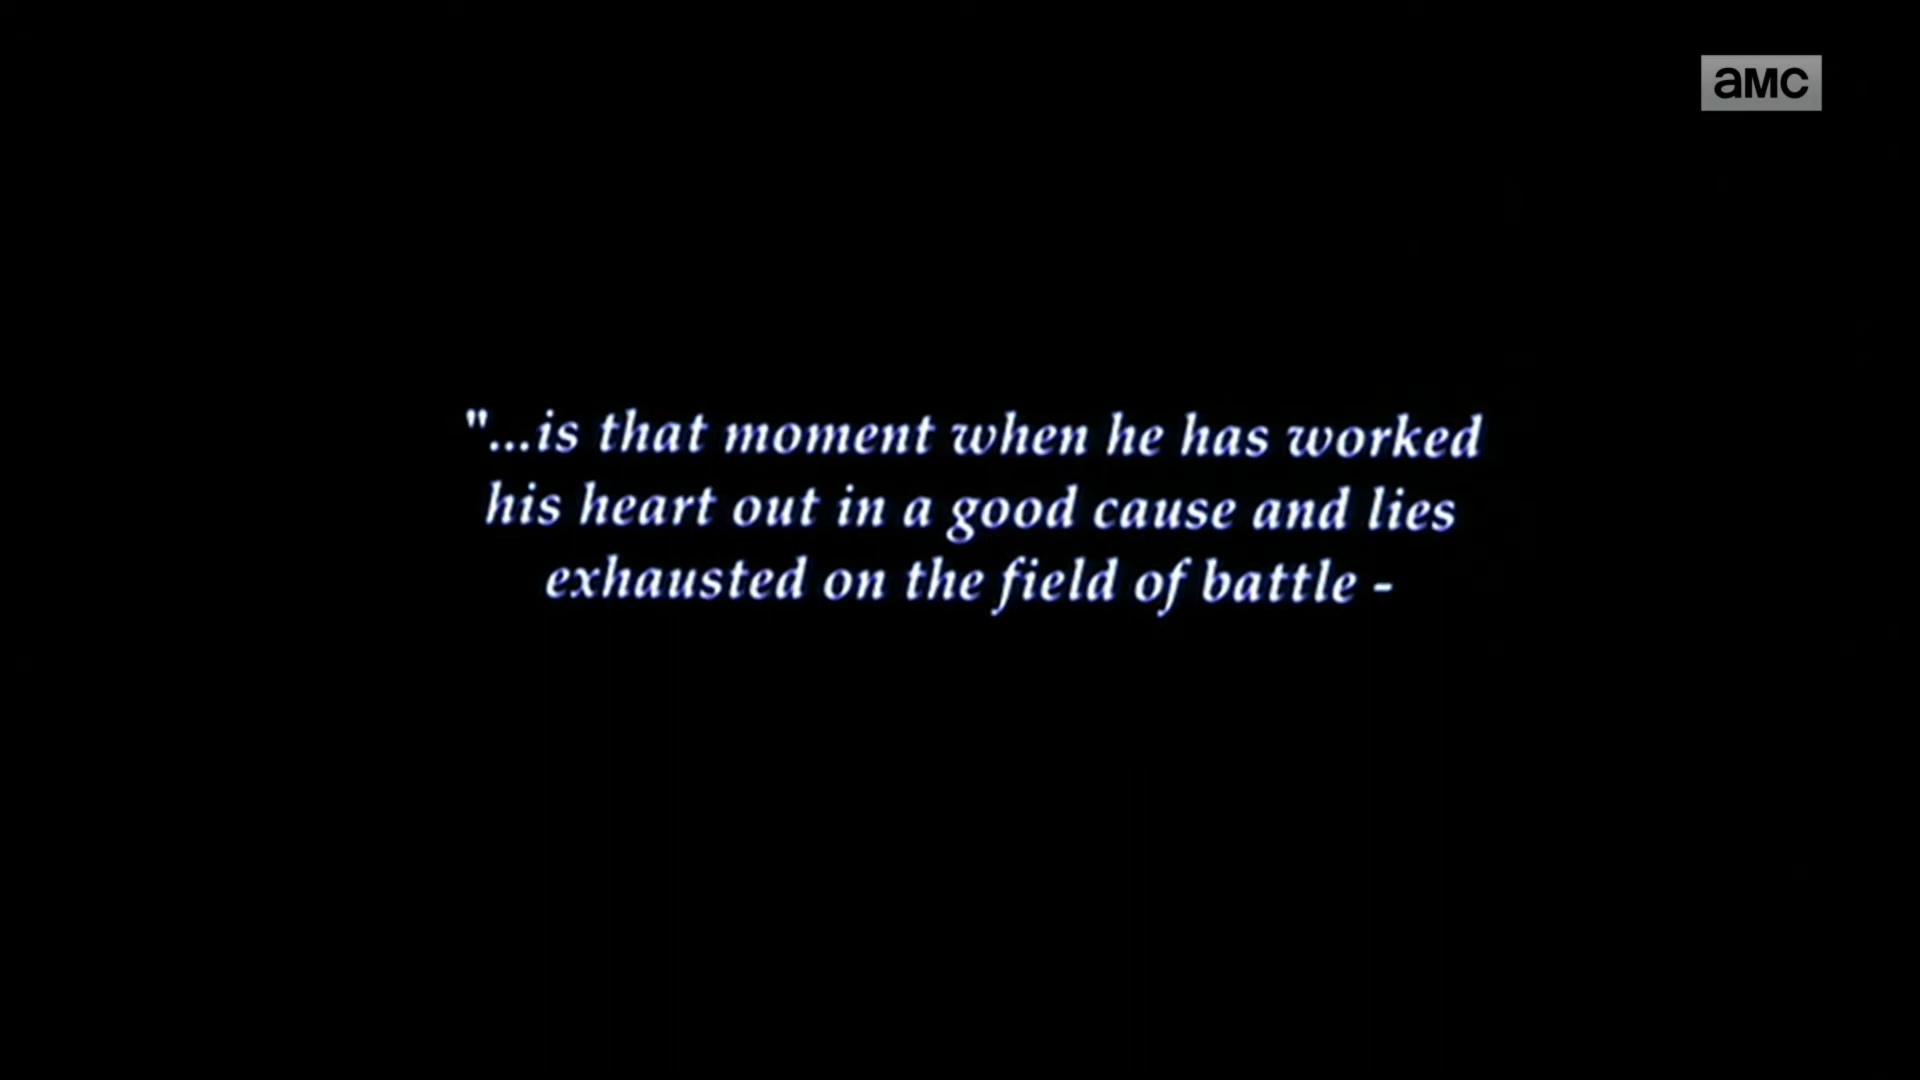 aMC
"...is that moment when he has worked
his heart out in a good cause and lies
exhausted on the field of battle -